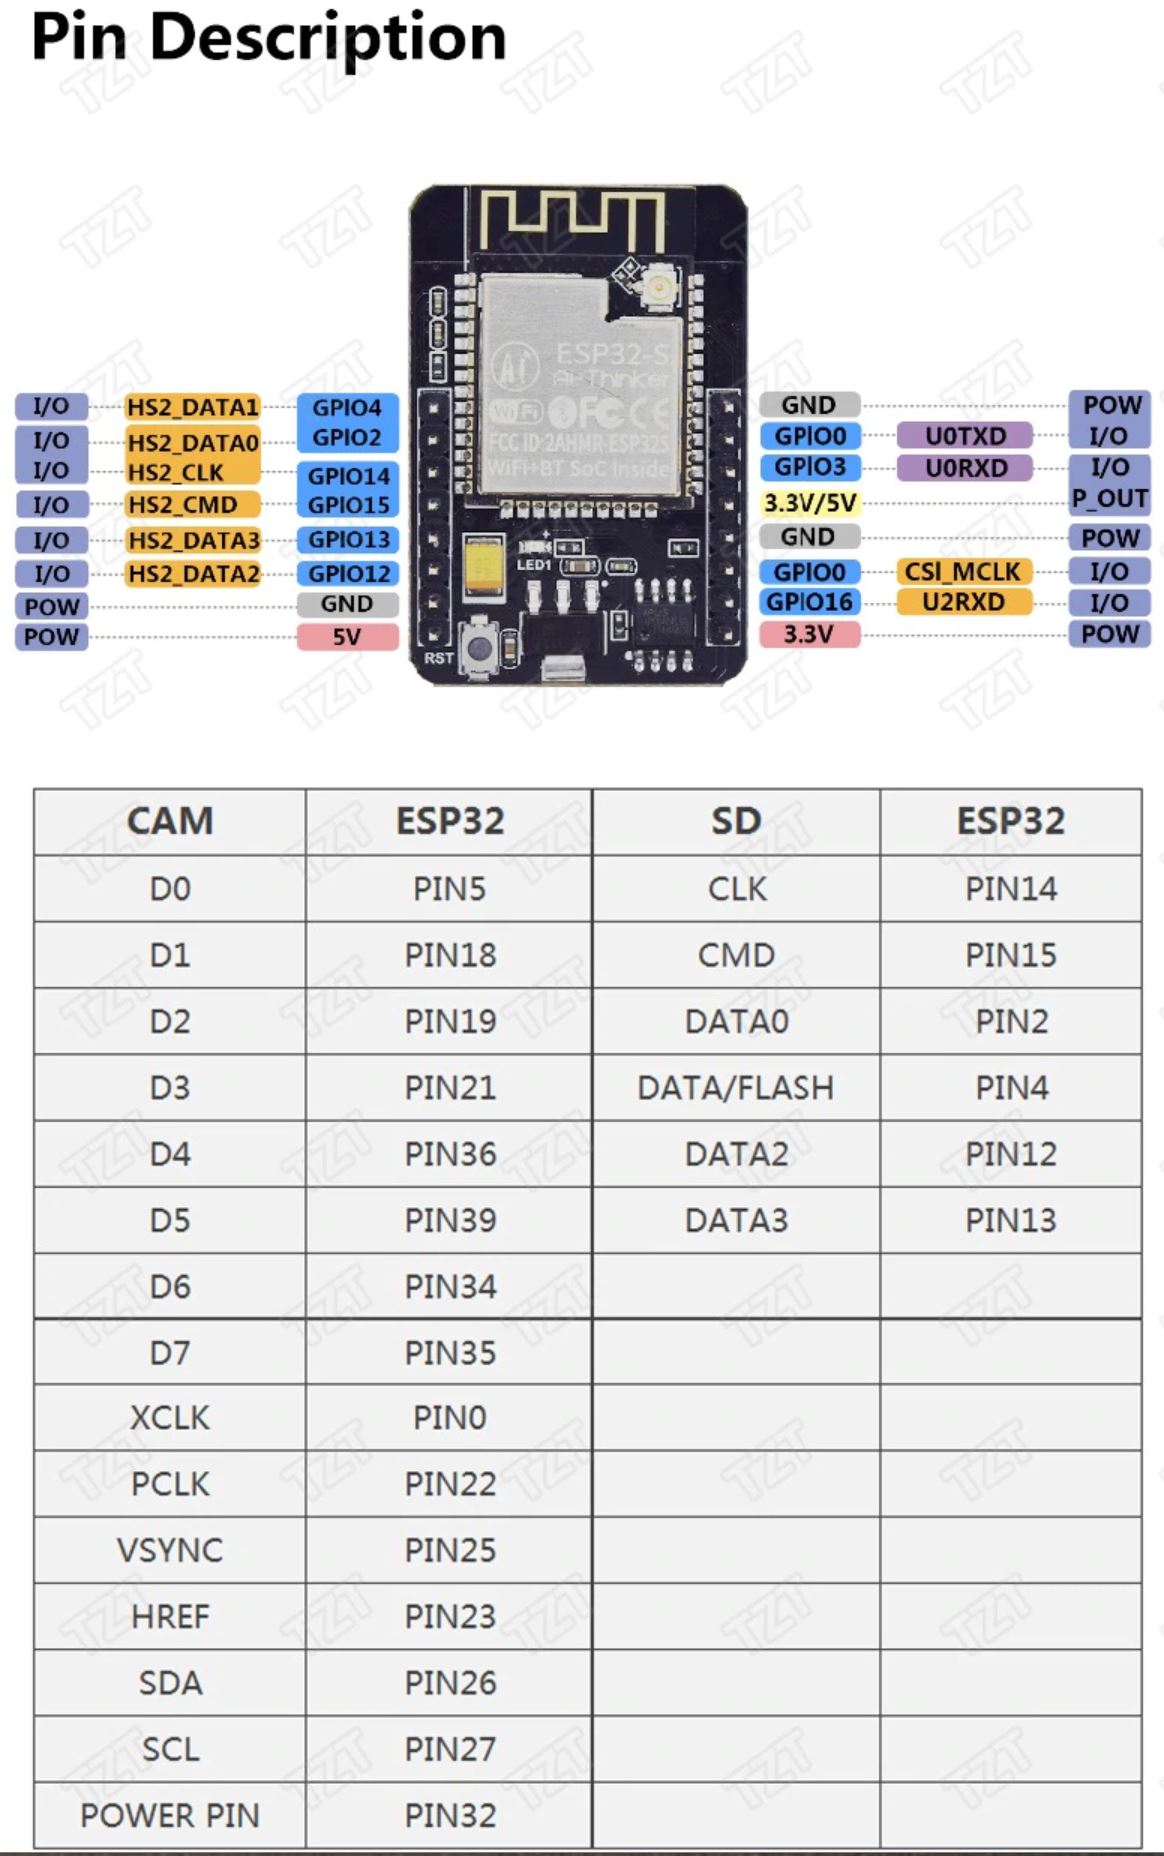 Pin Description
ESP32-S
Ai-Thinker
WiFi FCC CE
FCC ID:2AHMR-ESP32S
WiFi+BT SoC Inside
I/O HS2_DATA1 GPIO4 GND POW
I/O HS2_DATA0 GPIO2 GPIO0 U0TXD I/O
I/O HS2_CLK GPIO14 GPIO3 U0RXD I/O
I/O HS2_CMD GPIO15 3.3V/5V P_OUT
I/O HS2_DATA3 GPIO13 GND POW
I/O HS2_DATA2 GPIO12 GPIO0 CSI_MCLK I/O
POW GND GPIO16 U2RXD I/O
POW 5V 3.3V POW
LED1
RST
CAM ESP32 SD ESP32
D0 PIN5 CLK PIN14
D1 PIN18 CMD PIN15
D2 PIN19 DATA0 PIN2
D3 PIN21 DATA/FLASH PIN4
D4 PIN36 DATA2 PIN12
D5 PIN39 DATA3 PIN13
D6 PIN34
D7 PIN35
XCLK PIN0
PCLK PIN22
VSYNC PIN25
HREF PIN23
SDA PIN26
SCL PIN27
POWER PIN PIN32
TZT